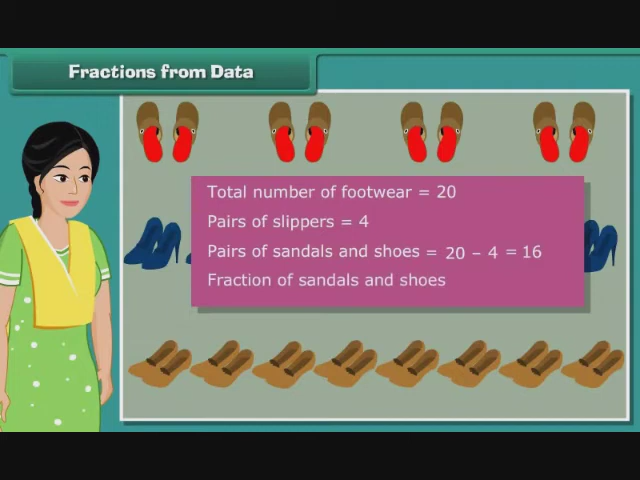 Fractions from Data
Total number of footwear = 20
Pairs of slippers = 4
Pairs of sandals and shoes = 20 – 4 = 16
Fraction of sandals and shoes